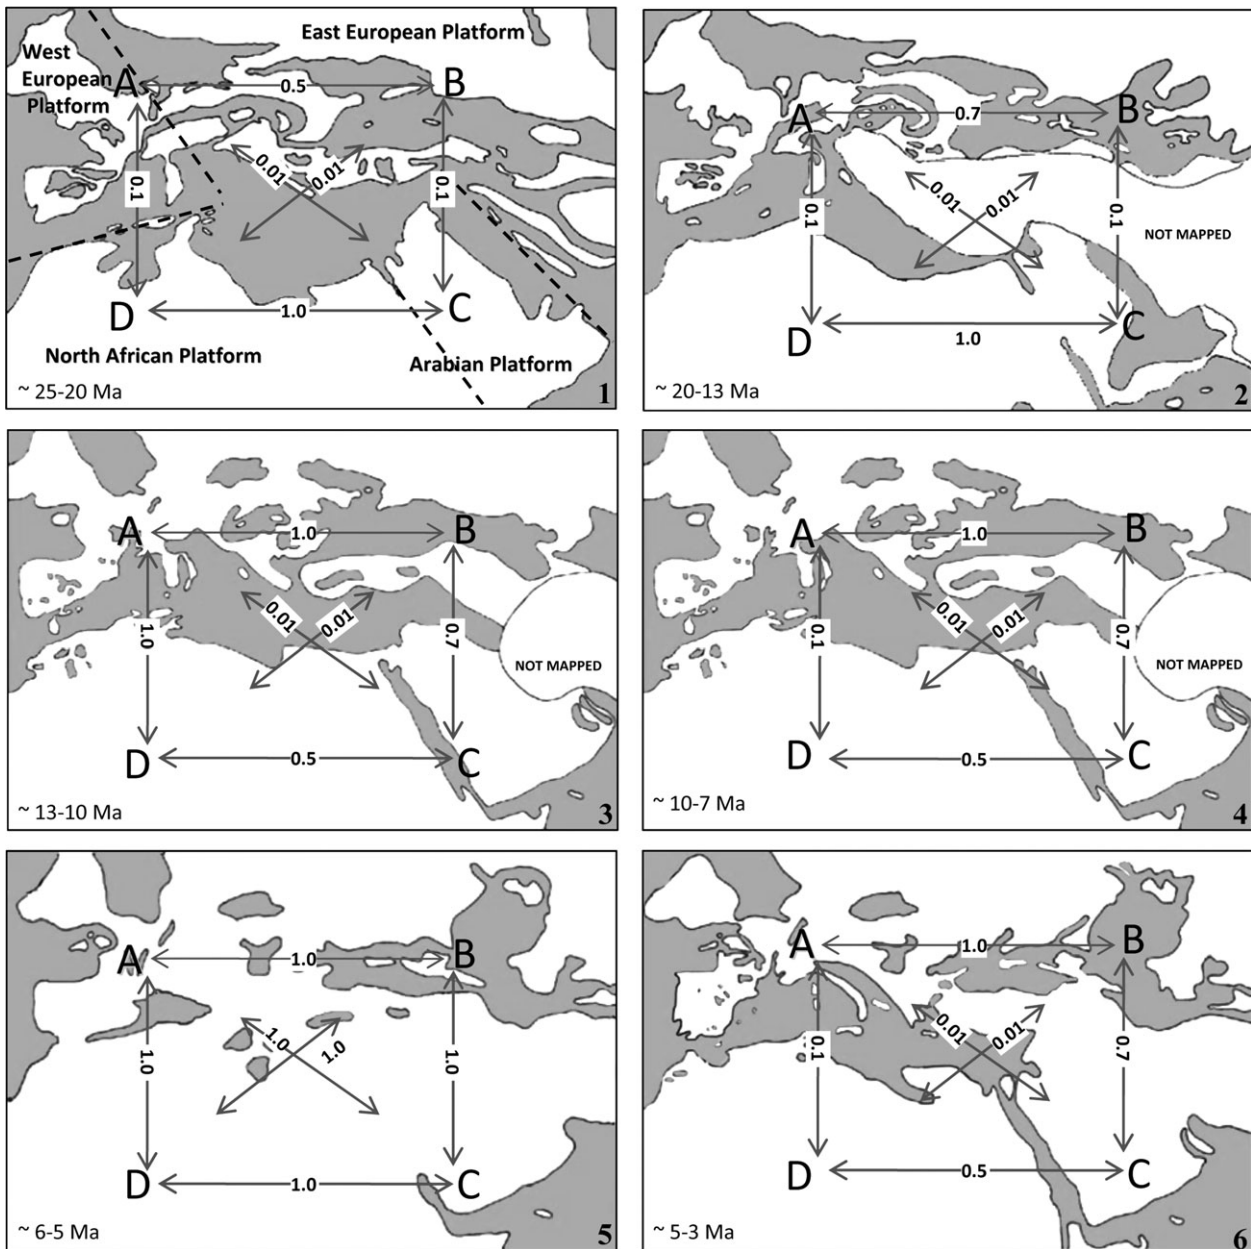 East European Platform
West
European
Platform
A
B
0.5
0.01
0.01
0.1
0.1
D
C
1.0
North African Platform
Arabian Platform
~ 25-20 Ma
1
A
B
0.7
0.01
0.01
0.1
0.1
NOT MAPPED
D
C
1.0
~ 20-13 Ma
2
A
B
1.0
0.01
0.01
1.0
0.7
NOT MAPPED
D
C
0.5
~ 13-10 Ma
3
A
B
1.0
0.01
0.01
0.1
0.7
NOT MAPPED
D
C
0.5
~ 10-7 Ma
4
A
B
1.0
1.0
1.0
1.0
1.0
D
C
1.0
~ 6-5 Ma
5
A
B
1.0
0.01
0.01
0.1
0.7
D
C
0.5
~ 5-3 Ma
6